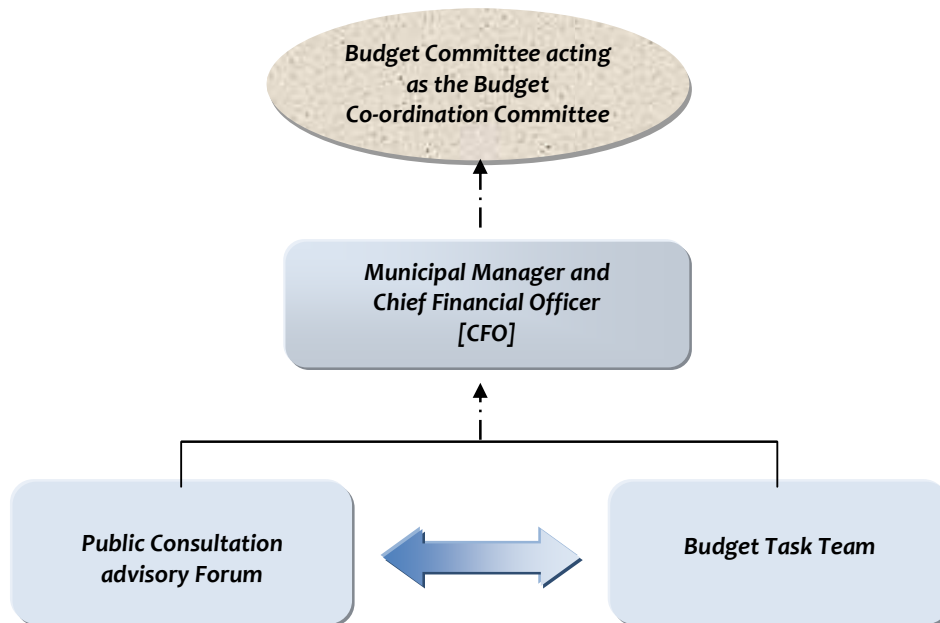 Budget Committee acting
as the Budget
Co-ordination Committee
Municipal Manager and
Chief Financial Officer
[CFO]
Public Consultation
advisory Forum
Budget Task Team